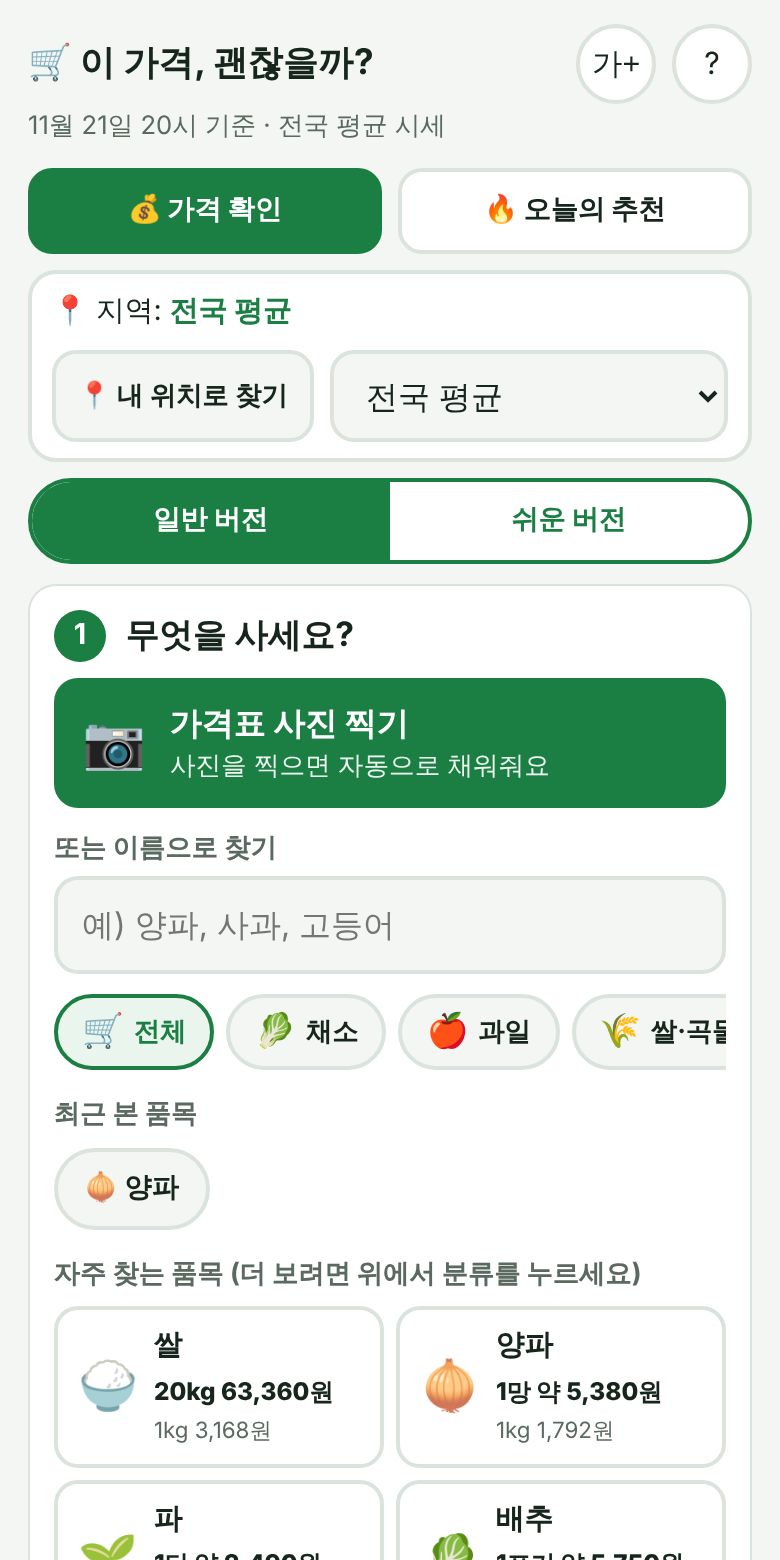 이 가격, 괜찮을까?
가+
?
11월 21일 20시 기준 · 전국 평균 시세
가격 확인
오늘의 추천
지역: 전국 평균
내 위치로 찾기
전국 평균
일반 버전
쉬운 버전
1 무엇을 사세요?
가격표 사진 찍기
사진을 찍으면 자동으로 채워줘요
또는 이름으로 찾기
예) 양파, 사과, 고등어
전체
채소
과일
쌀·곡물
최근 본 품목
양파
자주 찾는 품목 (더 보려면 위에서 분류를 누르세요)
쌀
20kg 63,360원
1kg 3,168원
양파
1망 약 5,380원
1kg 1,792원
파
배추